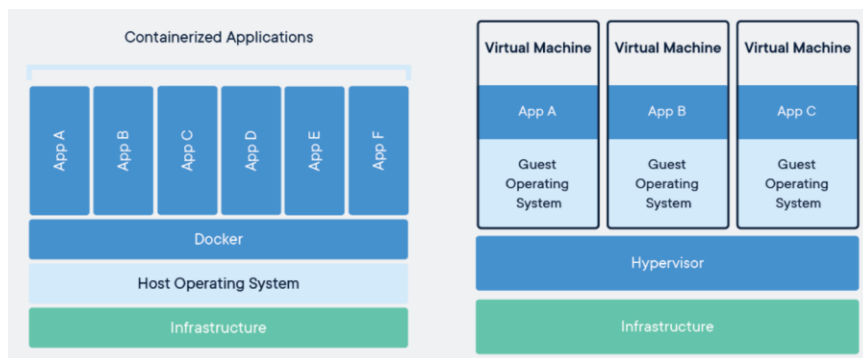 Containerized Applications
App A
App B
App C
App D
App E
App F
Docker
Host Operating System
Infrastructure
Virtual Machine
App A
Guest
Operating
System
Virtual Machine
App B
Guest
Operating
System
Virtual Machine
App C
Guest
Operating
System
Hypervisor
Infrastructure